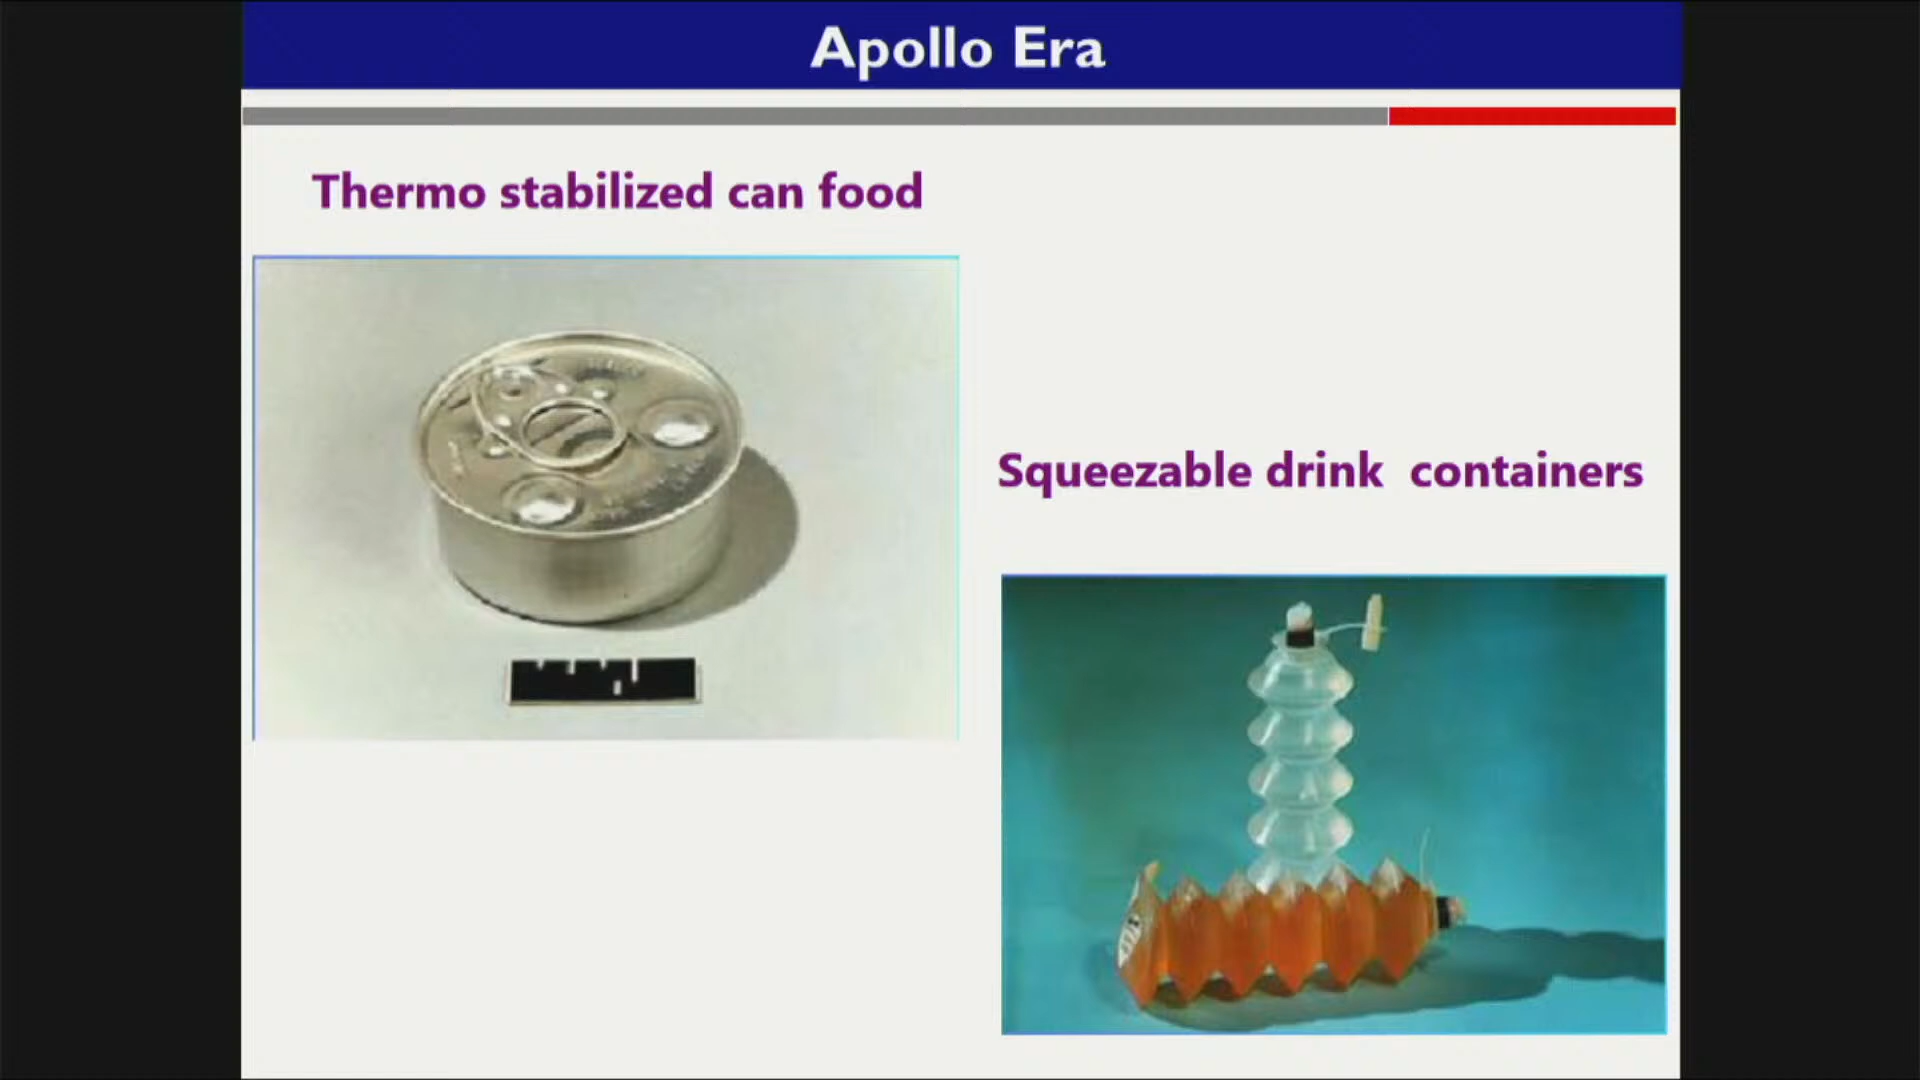 Apollo Era
Thermo stabilized can food
Squeezable drink  containers